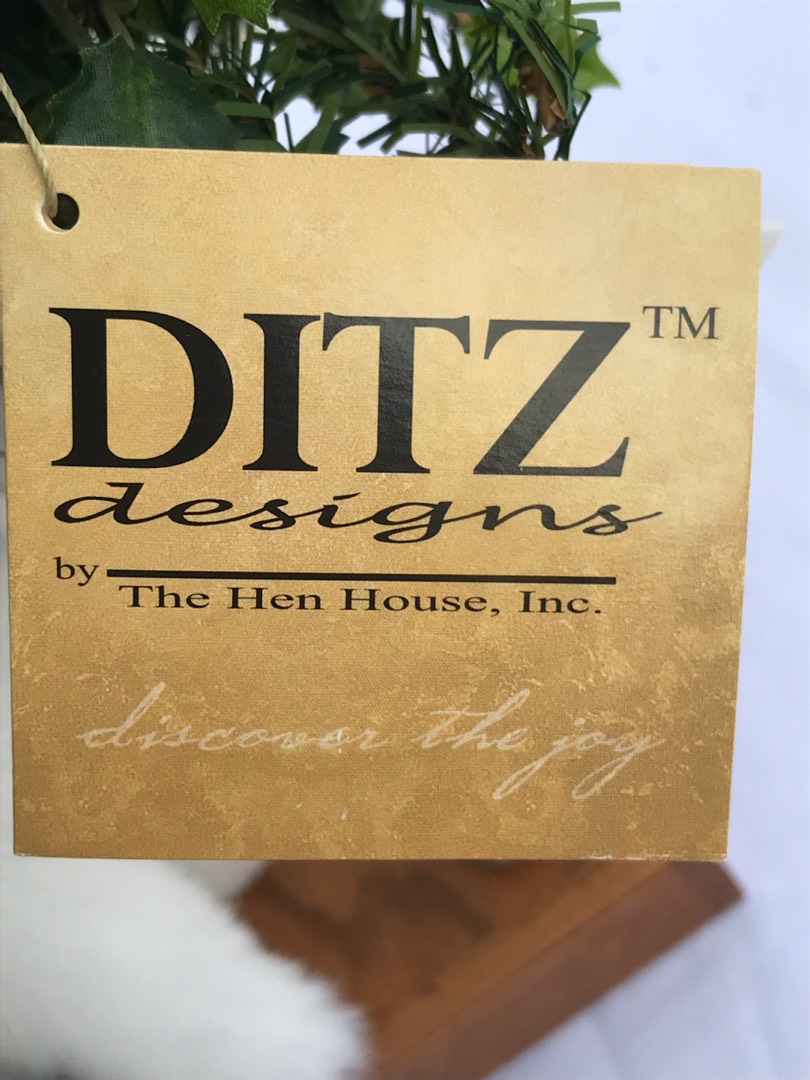 DITZ™
designs
by
The Hen House, Inc.
discover the joy